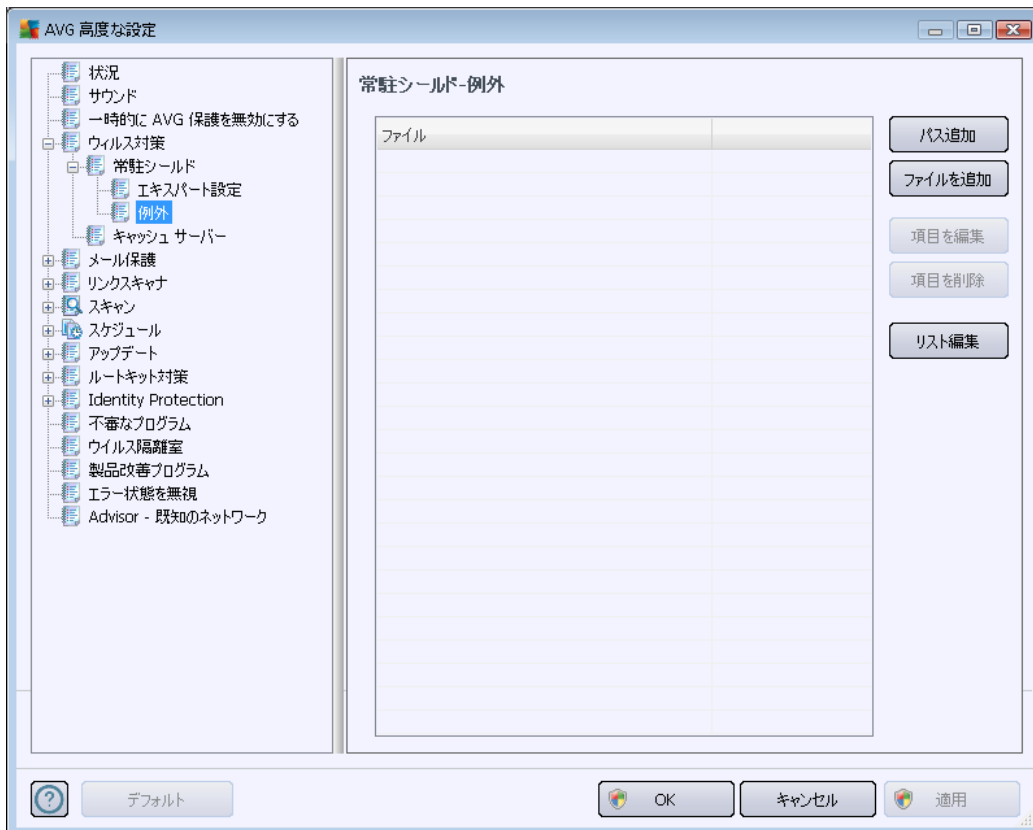 AVG 高度な設定
状況
サウンド
一時的に AVG 保護を無効にする
ウィルス対策
常駐シールド
エキスパート設定
例外
キャッシュ サーバー
メール保護
リンクスキャナ
スキャン
スケジュール
アップデート
ルートキット対策
Identity Protection
不審なプログラム
ウイルス隔離室
製品改善プログラム
エラー状態を無視
Advisor - 既知のネットワーク
常駐シールド-例外
ファイル
パス追加
ファイルを追加
項目を編集
項目を削除
リスト編集
デフォルト
OK
キャンセル
適用